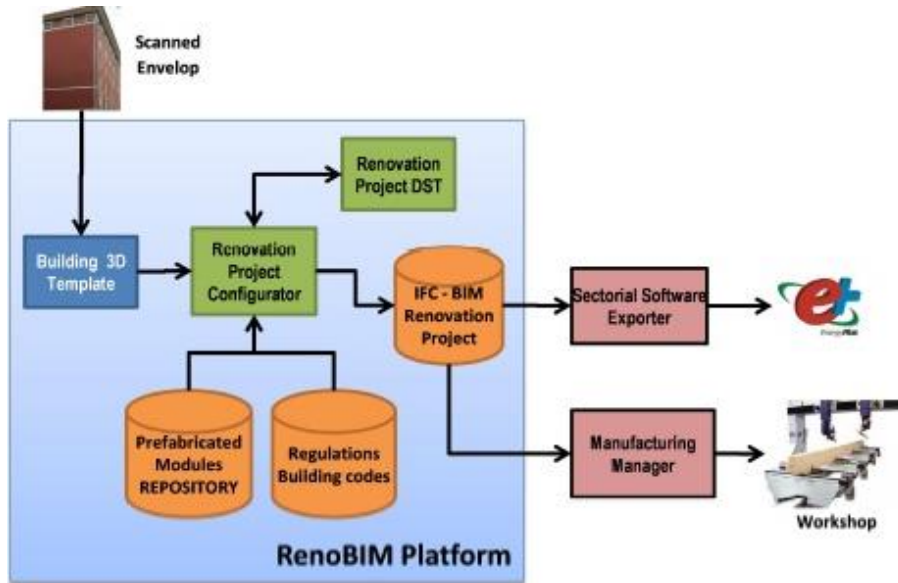 Scanned
Envelop
Renovation
Project DST
Building 3D
Template
Renovation
Project
Configurator
IFC - BIM
Renovation
Project
Sectorial Software
Exporter
et
Prefabricated
Modules
REPOSITORY
Regulations
Building codes
Manufacturing
Manager
Workshop
RenoBIM Platform